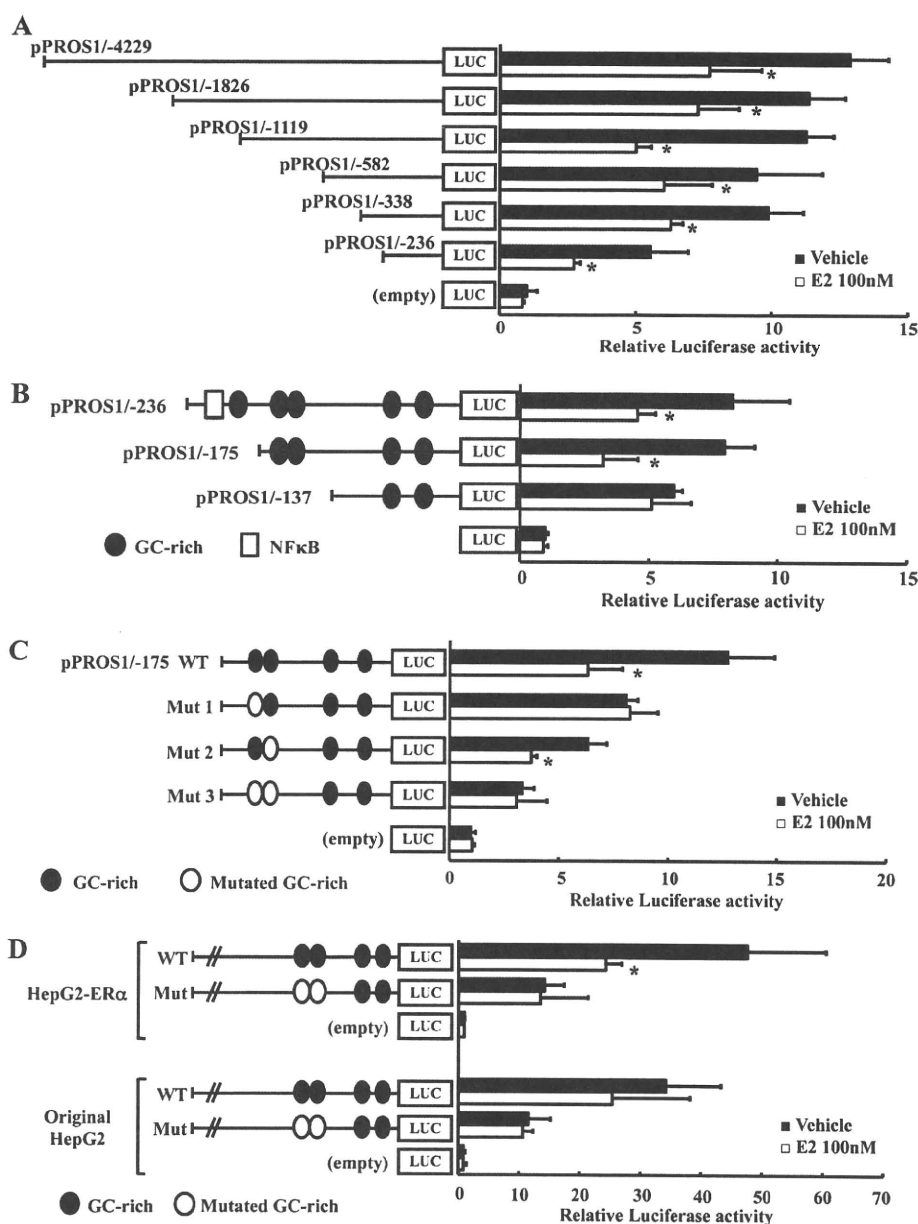 A
pPROS1/-4229
LUC
*
pPROS1/-1826
LUC
*
pPROS1/-1119
LUC
*
pPROS1/-582
LUC
*
pPROS1/-338
LUC
*
pPROS1/-236
LUC
*
(empty)
LUC
Vehicle
E2 100nM
0 5 10 15
Relative Luciferase activity
B
pPROS1/-236
LUC
*
pPROS1/-175
LUC
*
pPROS1/-137
LUC
LUC
GC-rich
NFκB
Vehicle
E2 100nM
0 5 10 15
Relative Luciferase activity
C
pPROS1/-175 WT
LUC
*
Mut 1
LUC
Mut 2
LUC
*
Mut 3
LUC
(empty)
LUC
Vehicle
E2 100nM
GC-rich
Mutated GC-rich
0 5 10 15 20
Relative Luciferase activity
D
HepG2-ERα
WT
LUC
*
Mut
LUC
(empty)
LUC
Original
HepG2
WT
LUC
Mut
LUC
(empty)
LUC
Vehicle
E2 100nM
GC-rich
Mutated GC-rich
0 10 20 30 40 50 60 70
Relative Luciferase activity